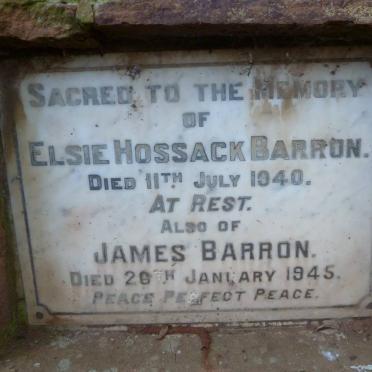 SACRED TO THE MEMORY
OF
ELSIE HOSSACK BARRON.
DIED 11TH JULY 1940.
AT REST.
ALSO OF
JAMES BARRON.
DIED 26TH JANUARY 1945.
PEACE PERFECT PEACE.